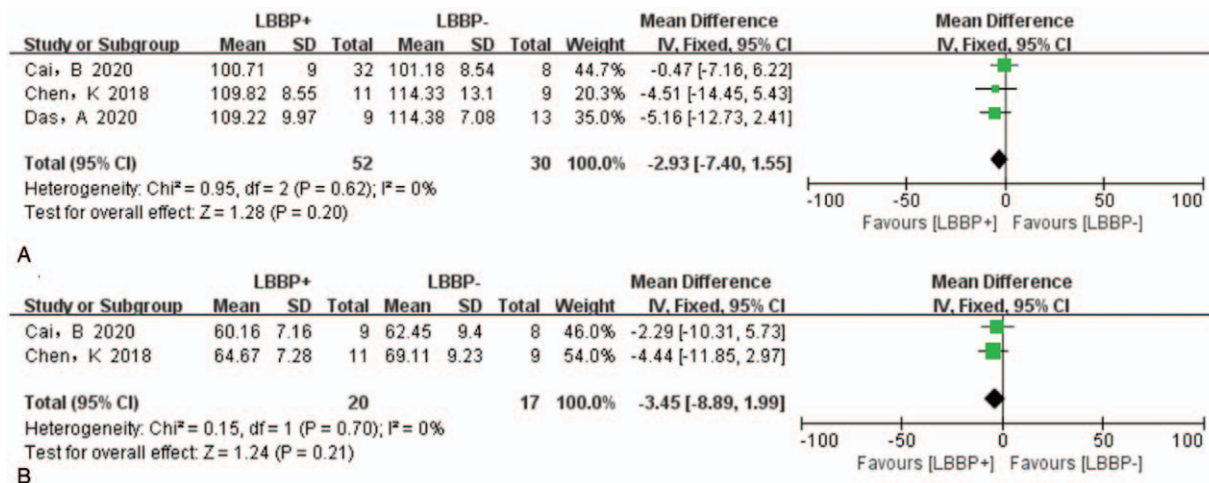 LBBP+ LBBP- Mean Difference Mean Difference
Study or Subgroup Mean SD Total Mean SD Total Weight IV, Fixed, 95% CI IV, Fixed, 95% CI
Cai, B 2020 100.71 9 32 101.18 8.54 8 44.7% -0.47 [-7.16, 6.22]
Chen, K 2018 109.82 8.55 11 114.33 13.1 9 20.3% -4.51 [-14.45, 5.43]
Das, A 2020 109.22 9.97 9 114.38 7.08 13 35.0% -5.16 [-12.73, 2.41]
Total (95% CI) 52 30 100.0% -2.93 [-7.40, 1.55]
Heterogeneity: Chi² = 0.95, df = 2 (P = 0.62); I² = 0%
Test for overall effect: Z = 1.28 (P = 0.20)
-100 -50 0 50 100
Favours [LBBP+] Favours [LBBP-]
A
LBBP+ LBBP- Mean Difference Mean Difference
Study or Subgroup Mean SD Total Mean SD Total Weight IV, Fixed, 95% CI IV, Fixed, 95% CI
Cai, B 2020 60.16 7.16 9 62.45 9.4 8 46.0% -2.29 [-10.31, 5.73]
Chen, K 2018 64.67 7.28 11 69.11 9.23 9 54.0% -4.44 [-11.85, 2.97]
Total (95% CI) 20 17 100.0% -3.45 [-8.89, 1.99]
Heterogeneity: Chi² = 0.15, df = 1 (P = 0.70); I² = 0%
Test for overall effect: Z = 1.24 (P = 0.21)
-100 -50 0 50 100
Favours [LBBP+] Favours [LBBP-]
B